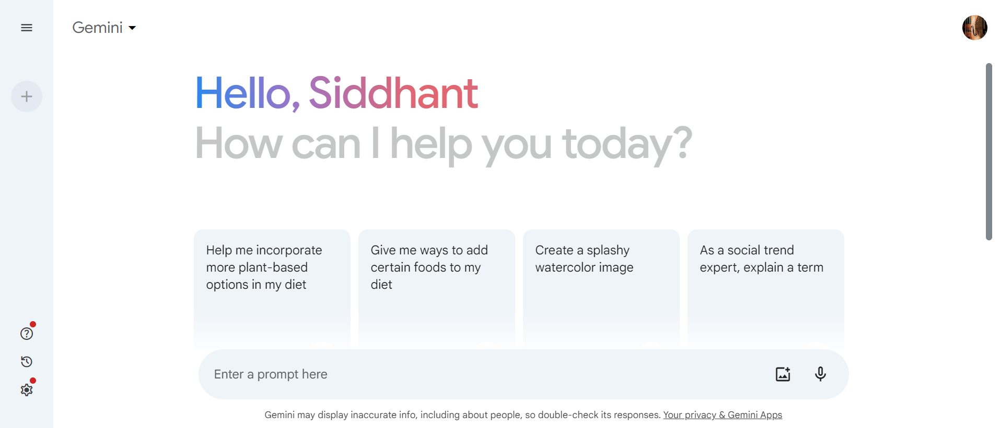 Gemini
Hello, Siddhant
How can I help you today?
Help me incorporate
more plant-based
options in my diet
Give me ways to add
certain foods to my
diet
Create a splashy
watercolor image
As a social trend
expert, explain a term
Enter a prompt here
Gemini may display inaccurate info, including about people, so double-check its responses. Your privacy & Gemini Apps